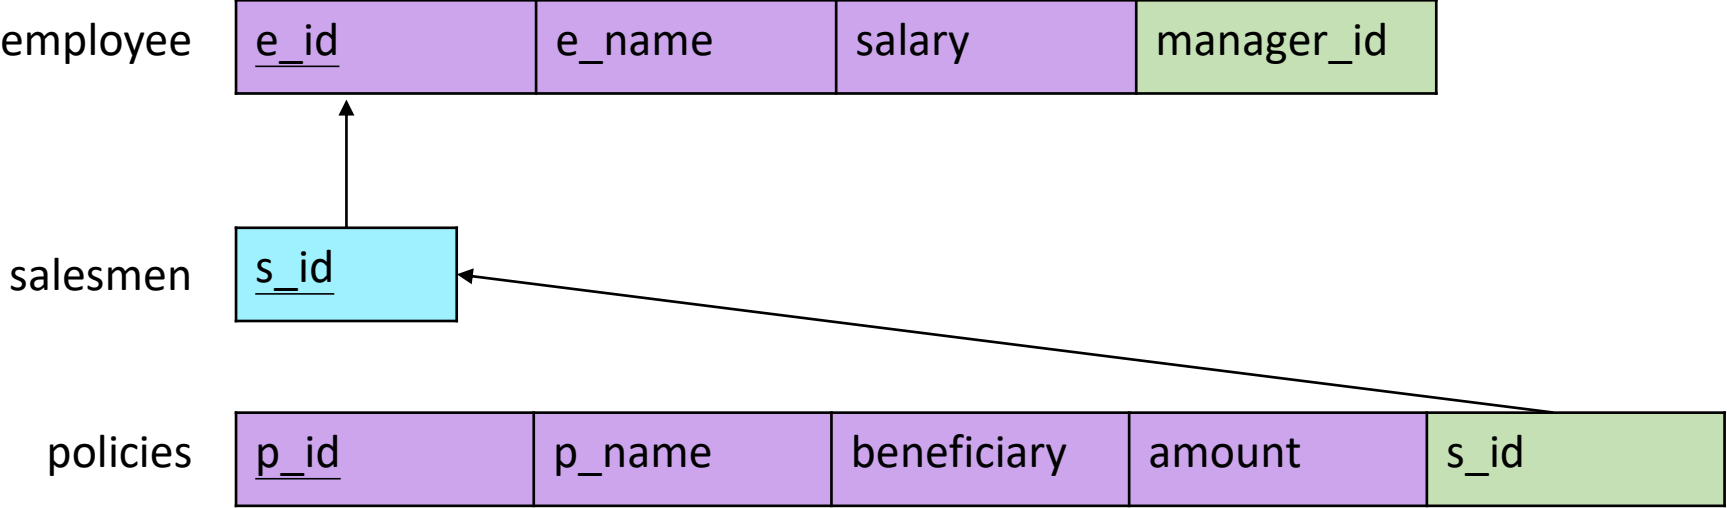 employee e_id e_name salary manager_id
salesmen s_id
policies p_id p_name beneficiary amount s_id